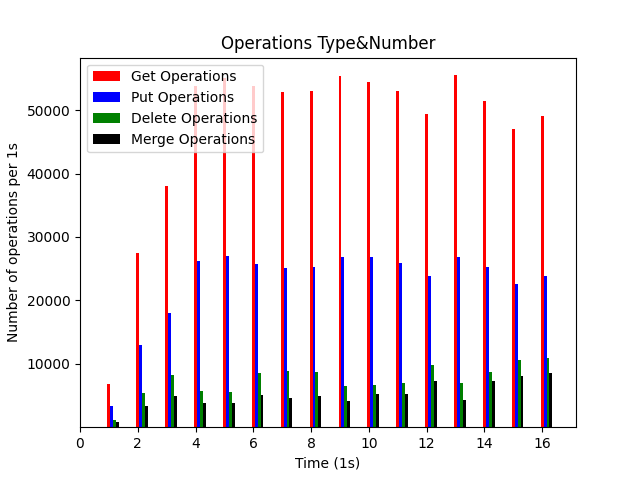 Operations Type&Number
Get Operations
Put Operations
Delete Operations
Merge Operations
Number of operations per 1s
50000
40000
30000
20000
10000
0 2 4 6 8 10 12 14 16
Time (1s)